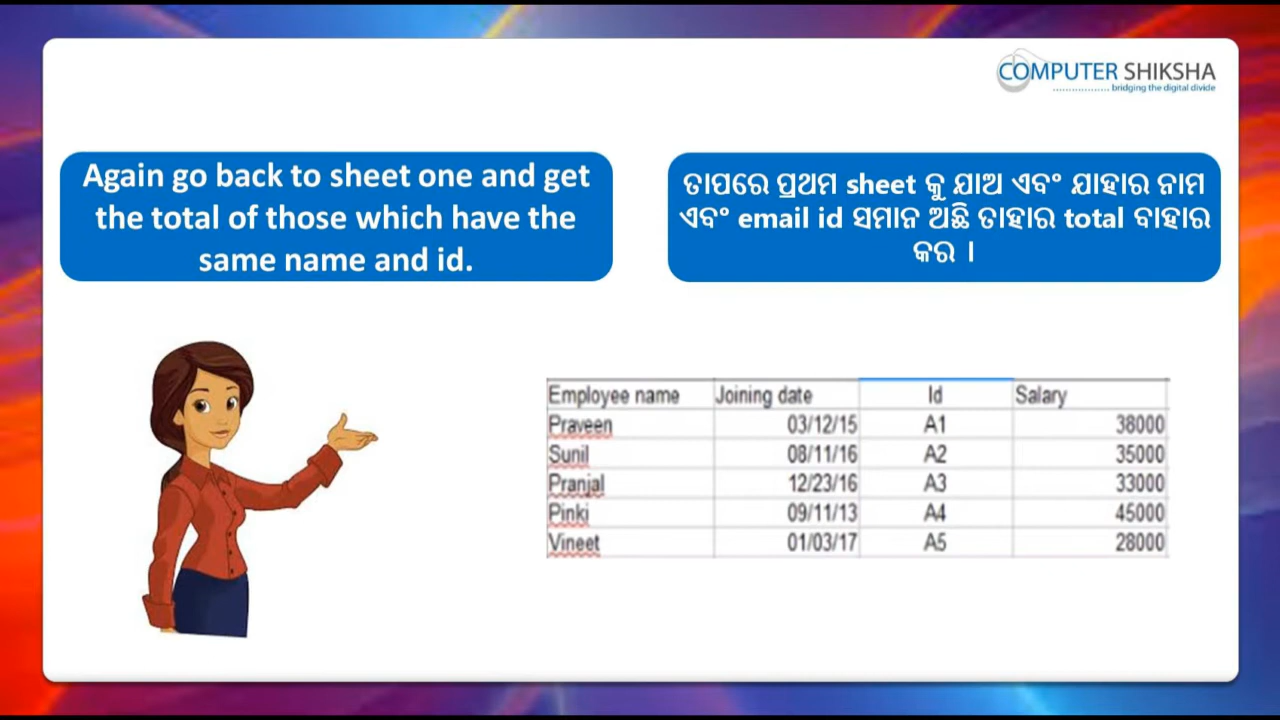 COMPUTER SHIKSHA
bridging the digital divide
Again go back to sheet one and get
the total of those which have the
same name and id.
ତାପରେ ପ୍ରଥମ sheet କୁ ଯାଅ ଏବଂ ଯାହାର ନାମ
ଏବଂ email id ସମାନ ଅଛି ତାହାର total ବାହାର
କର ।
Employee name Joining date Id Salary
Praveen 03/12/15 A1 38000
Sunil 08/11/16 A2 35000
Pranjal 12/23/16 A3 33000
Pinki 09/11/13 A4 45000
Vineet 01/03/17 A5 28000